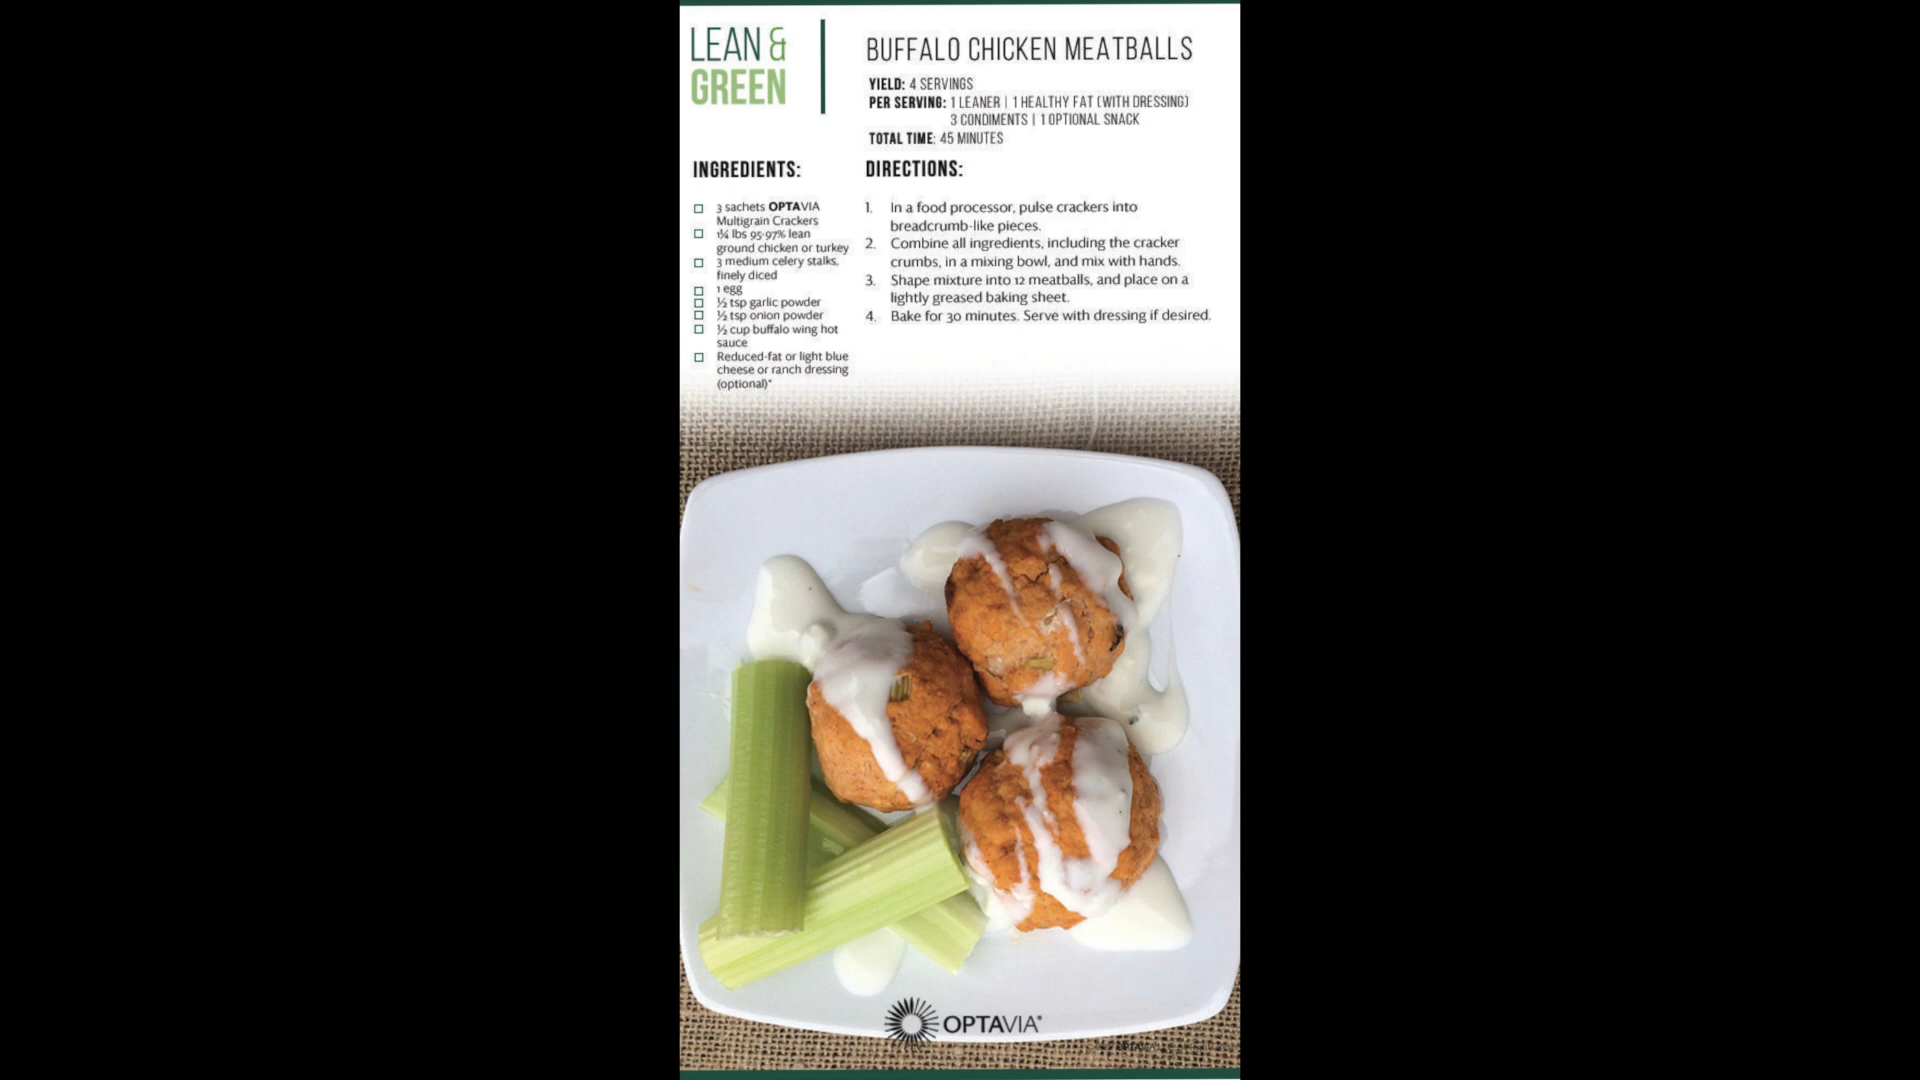 LEAN &
GREEN
BUFFALO CHICKEN MEATBALLS
YIELD: 4 SERVINGS
PER SERVING: 1 LEANER | 1 HEALTHY FAT (WITH DRESSING)
3 CONDIMENTS | 1 OPTIONAL SNACK
TOTAL TIME: 45 MINUTES
INGREDIENTS:
3 sachets OPTAVIA
Multigrain Crackers
1¼ lbs 95-97% lean
ground chicken or turkey
3 medium celery stalks,
finely diced
1 egg
½ tsp garlic powder
½ tsp onion powder
½ cup buffalo wing hot
sauce
Reduced-fat or light blue
cheese or ranch dressing
(optional)*
DIRECTIONS:
1. In a food processor, pulse crackers into
breadcrumb-like pieces.
2. Combine all ingredients, including the cracker
crumbs, in a mixing bowl, and mix with hands.
3. Shape mixture into 12 meatballs, and place on a
lightly greased baking sheet.
4. Bake for 30 minutes. Serve with dressing if desired.
OPTAVIA®